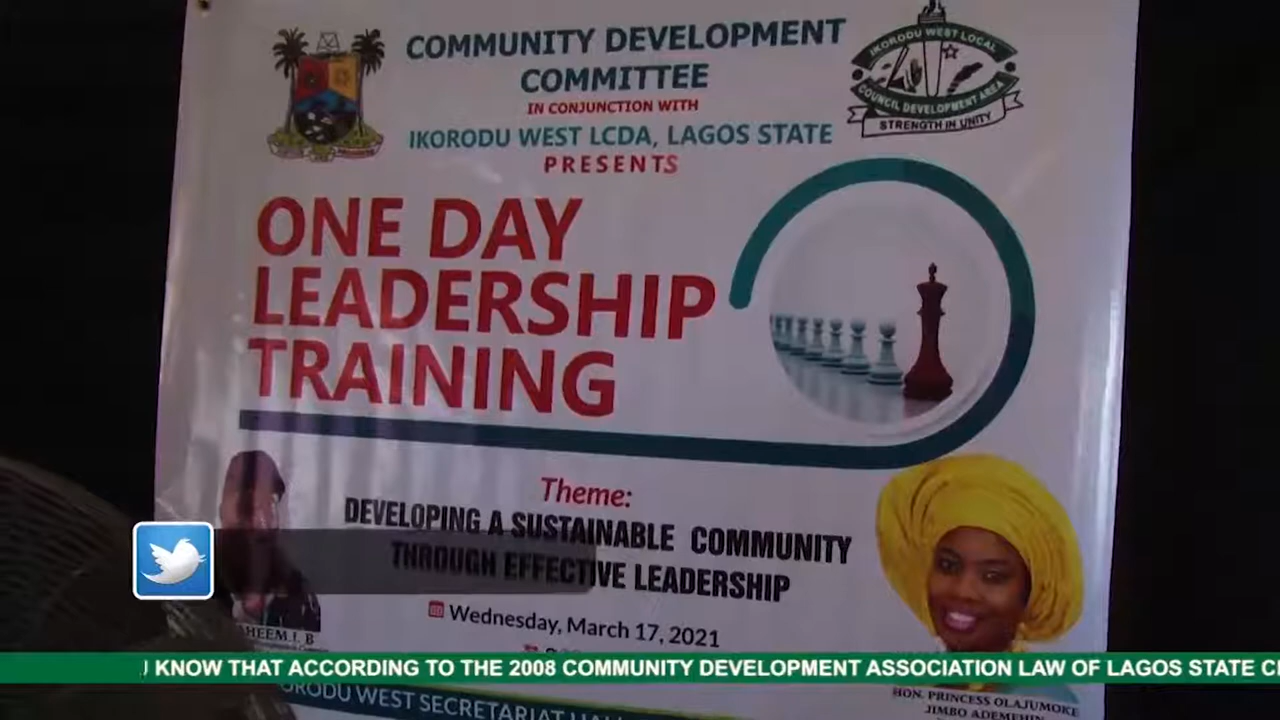 COMMUNITY DEVELOPMENT
COMMITTEE
IN CONJUNCTION WITH
IKORODU WEST LCDA, LAGOS STATE
PRESENTS
IKORODU WEST LOCAL
COUNCIL DEVELOPMENT AREA
STRENGTH IN UNITY
ONE DAY
LEADERSHIP
TRAINING
Theme:
DEVELOPING A SUSTAINABLE COMMUNITY
THROUGH EFFECTIVE LEADERSHIP
Wednesday, March 17, 2021
HEEM I. B
KNOW THAT ACCORDING TO THE 2008 COMMUNITY DEVELOPMENT ASSOCIATION LAW OF LAGOS STATE
ORODU WEST SECRETARIAT
HON. PRINCESS OLAJUMOKE
JIMBO ADEMEHIN